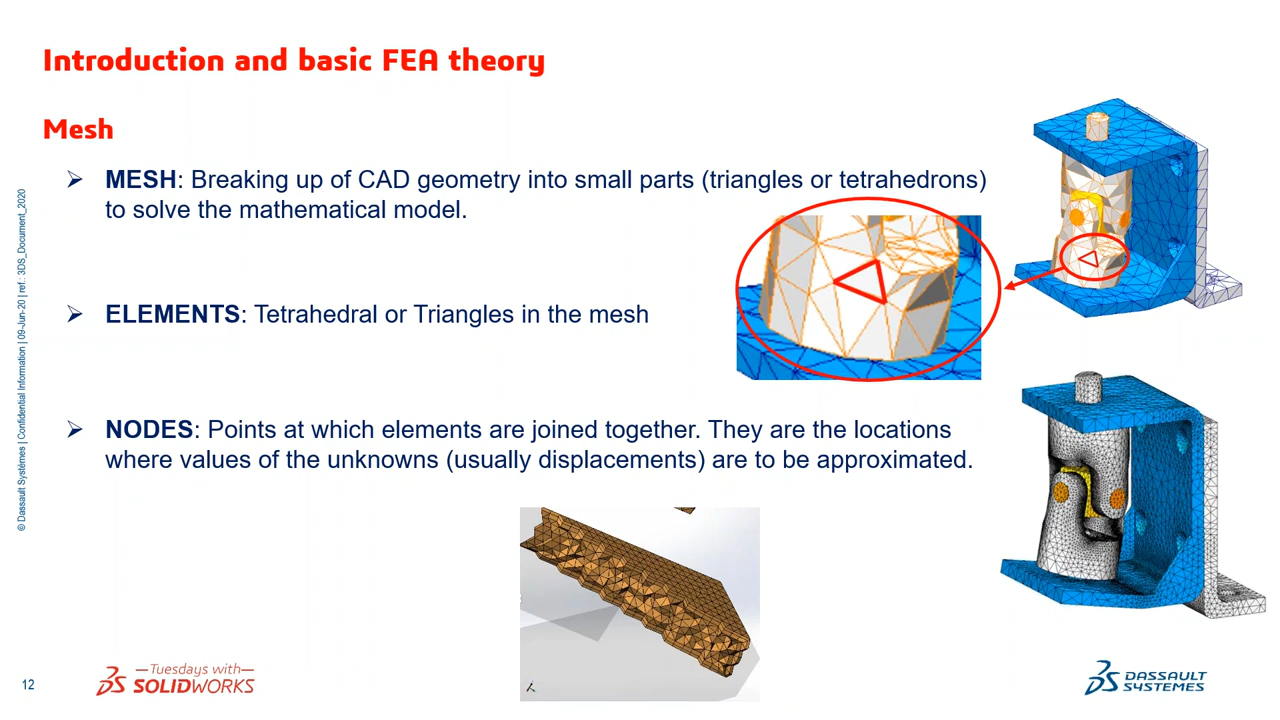 Introduction and basic FEA theory
Mesh
➢ MESH: Breaking up of CAD geometry into small parts (triangles or tetrahedrons)
to solve the mathematical model.
➢ ELEMENTS: Tetrahedral or Triangles in the mesh
➢ NODES: Points at which elements are joined together. They are the locations
where values of the unknowns (usually displacements) are to be approximated.
© Dassault Systèmes | Confidential Information | 09-Jun-20 | ref.: 3DS_Document_2020
12
Tuesdays with
SOLIDWORKS
DASSAULT
SYSTEMES